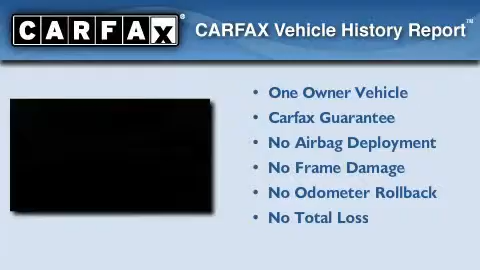 CARFAX® CARFAX Vehicle History Report™
• One Owner Vehicle
• Carfax Guarantee
• No Airbag Deployment
• No Frame Damage
• No Odometer Rollback
• No Total Loss